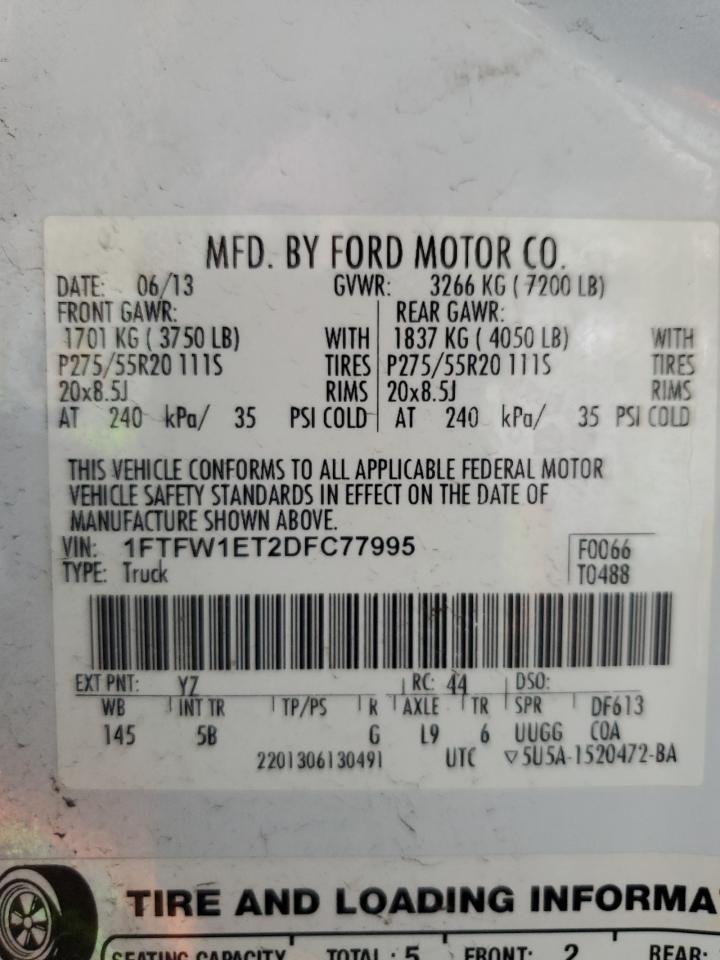 MFD. BY FORD MOTOR CO.
DATE: 06/13 GVWR: 3266 KG ( 7200 LB)
FRONT GAWR: REAR GAWR:
1701 KG ( 3750 LB) WITH 1837 KG ( 4050 LB) WITH
P275/55R20 111S TIRES P275/55R20 111S TIRES
20x8.5J RIMS 20x8.5J RIMS
AT 240 kPa/ 35 PSI COLD AT 240 kPa/ 35 PSI COLD
THIS VEHICLE CONFORMS TO ALL APPLICABLE FEDERAL MOTOR
VEHICLE SAFETY STANDARDS IN EFFECT ON THE DATE OF
MANUFACTURE SHOWN ABOVE.
VIN: 1FTFW1ET2DFC77995 F0066
TYPE: Truck T0488
EXT PNT: YZ RC: 44 DSO:
WB INT TR TP/PS R AXLE TR SPR DF613
145 5B G L9 6 UUGG COA
2201306130491 UTC ▽5U5A-1520472-BA
TIRE AND LOADING INFORMA
SEATING CAPACITY TOTAL : 5 FRONT: 2 REAR: